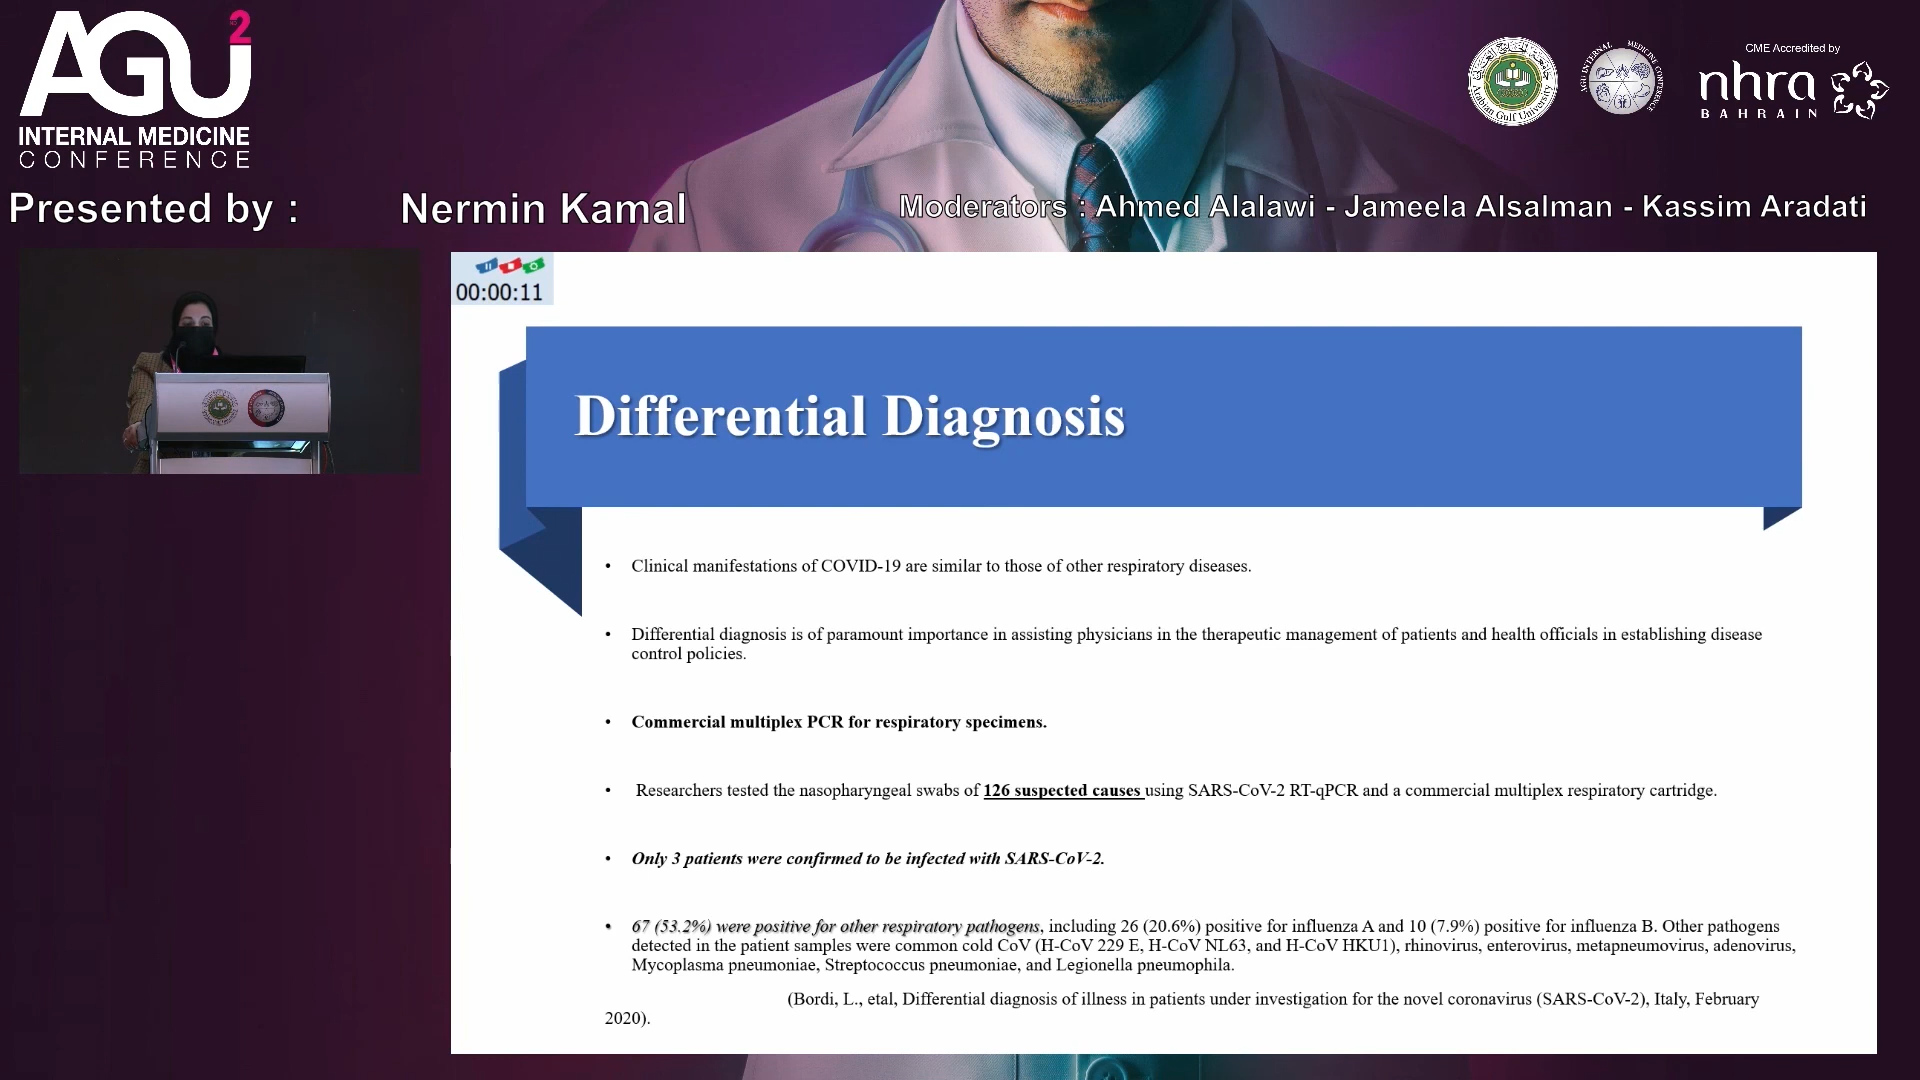 AGU 2
INTERNAL MEDICINE
CONFERENCE
Arabian Gulf University
AGU INTERNAL MEDICINE CONFERENCE
CME Accredited by
nhra
BAHRAIN
Presented by :
Nermin Kamal
Moderators : Ahmed Alalawi - Jameela Alsalman - Kassim Aradati
00:00:11
Differential Diagnosis
• Clinical manifestations of COVID-19 are similar to those of other respiratory diseases.
• Differential diagnosis is of paramount importance in assisting physicians in the therapeutic management of patients and health officials in establishing disease
control policies.
• Commercial multiplex PCR for respiratory specimens.
• Researchers tested the nasopharyngeal swabs of 126 suspected causes using SARS-CoV-2 RT-qPCR and a commercial multiplex respiratory cartridge.
• Only 3 patients were confirmed to be infected with SARS-CoV-2.
• 67 (53.2%) were positive for other respiratory pathogens, including 26 (20.6%) positive for influenza A and 10 (7.9%) positive for influenza B. Other pathogens
detected in the patient samples were common cold CoV (H-CoV 229 E, H-CoV NL63, and H-CoV HKU1), rhinovirus, enterovirus, metapneumovirus, adenovirus,
Mycoplasma pneumoniae, Streptococcus pneumoniae, and Legionella pneumophila.
(Bordi, L., etal, Differential diagnosis of illness in patients under investigation for the novel coronavirus (SARS-CoV-2), Italy, February
2020).